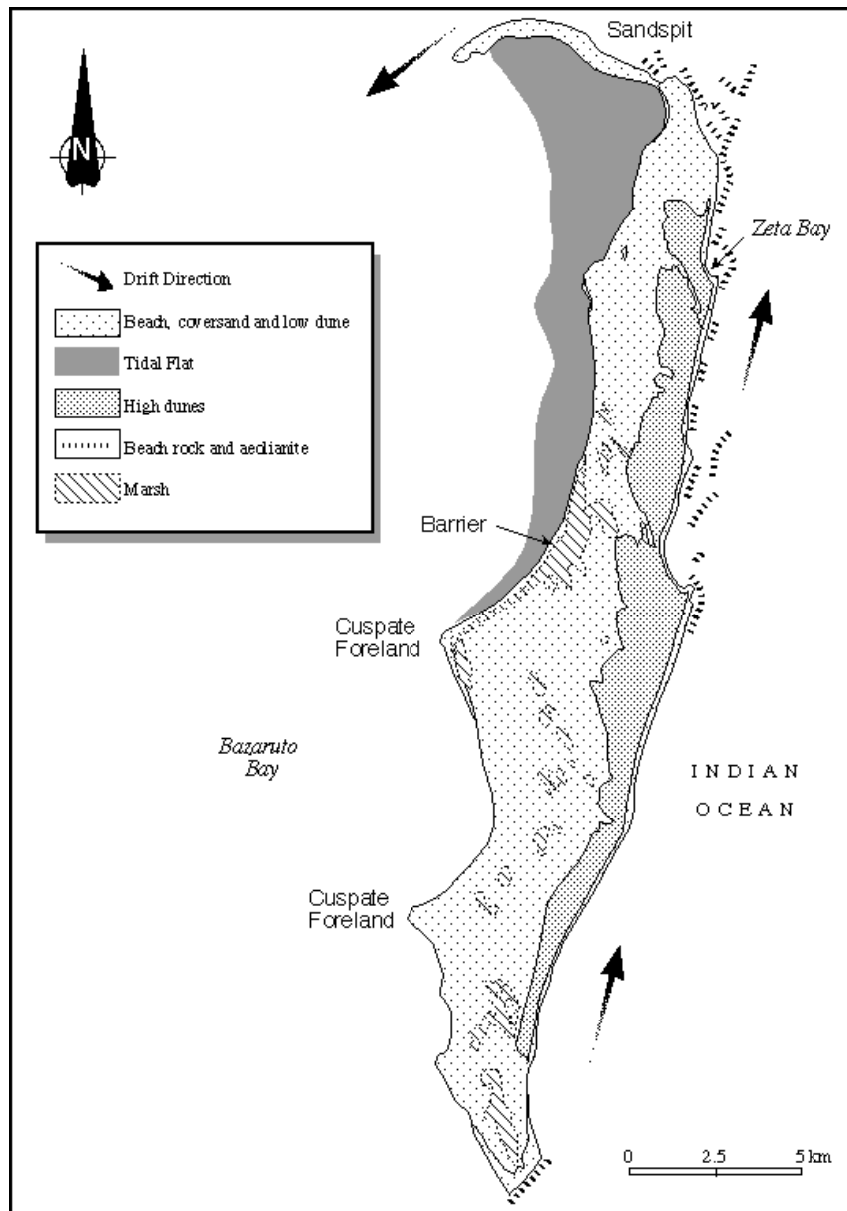 Sandspit
N
Zeta Bay
Drift Direction
Beach, coversand and low dune
Tidal Flat
High dunes
Beach rock and aeolianite
Marsh
Barrier
Cuspate
Foreland
Bazaruto
Bay
INDIAN
OCEAN
Cuspate
Foreland
0 2.5 5 km